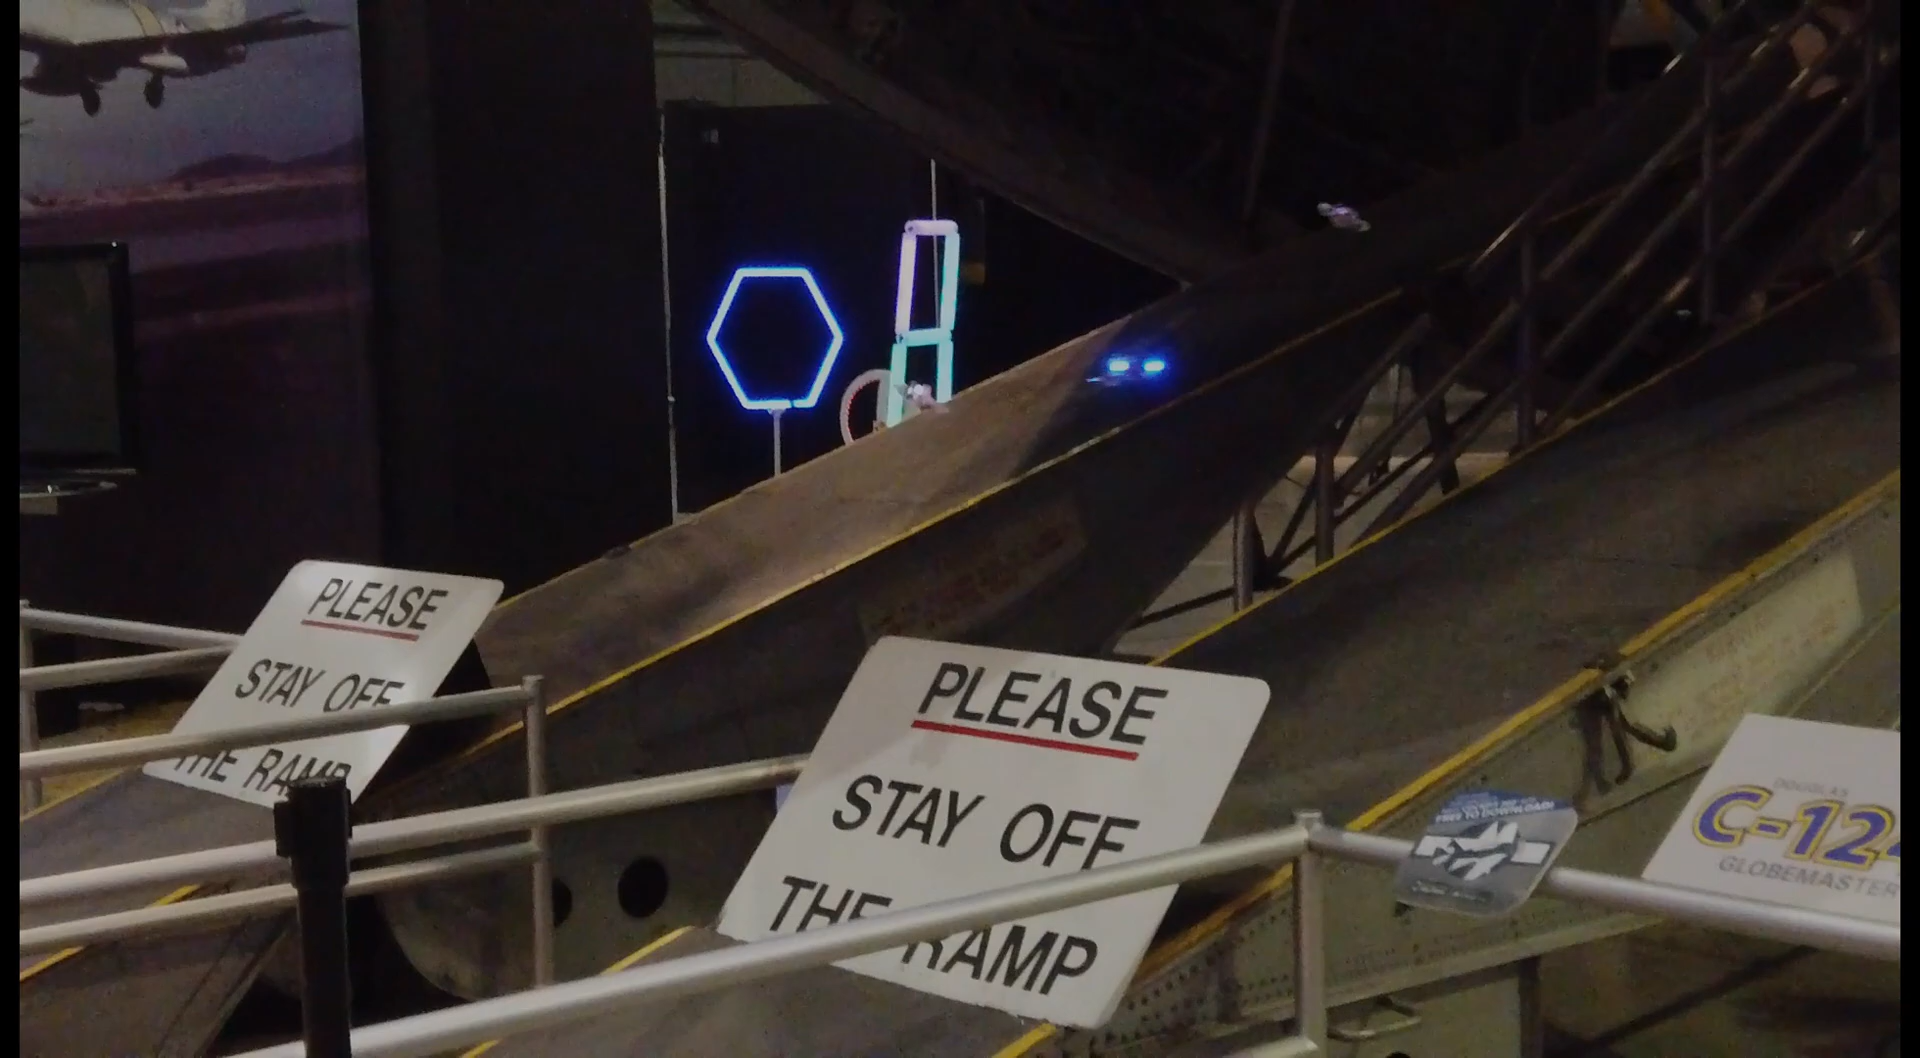 PLEASE
STAY OFF
THE RAMP
PLEASE
STAY OFF
THE RAMP
FREE TO DOWNLOAD!
DOUGLAS
C-124
GLOBEMASTER